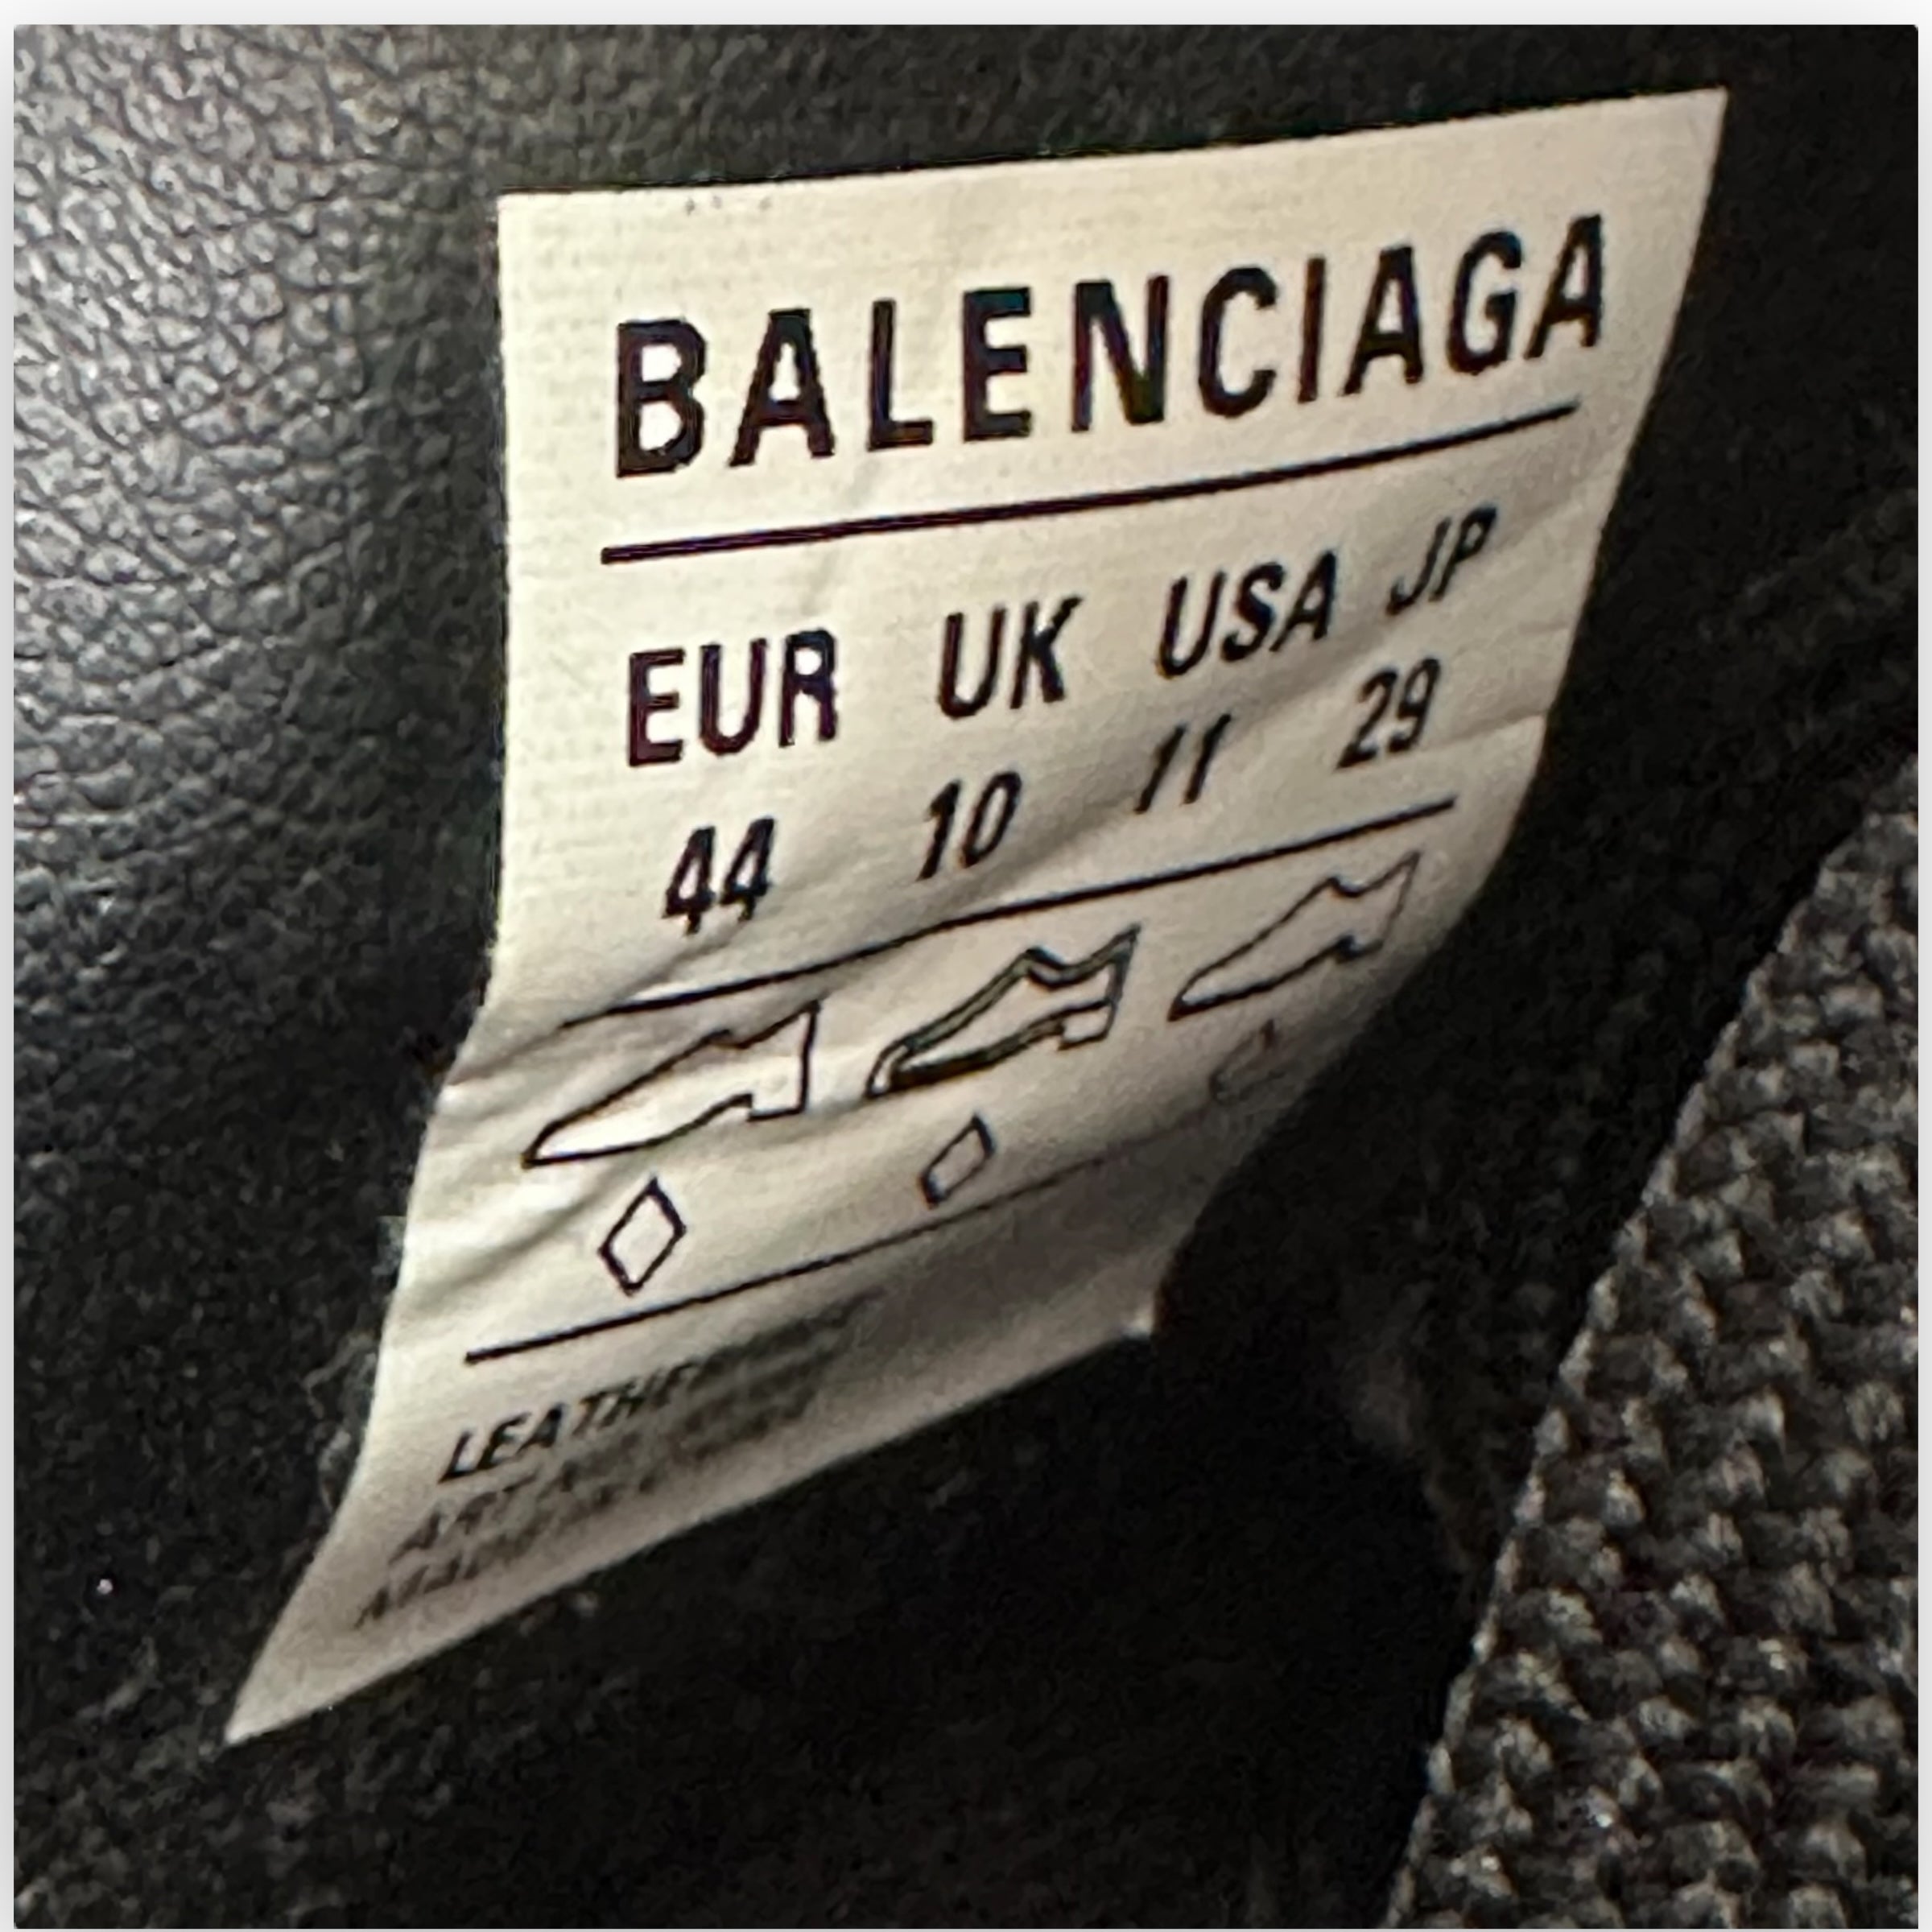 BALENCIAGA
EUR UK USA JP
44 10 11 29